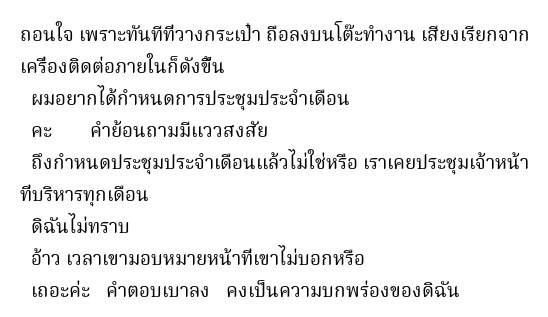 ถอนใจ เพราะทันทีที่วางกระเป๋า ถือลงบนโต๊ะทำงาน เสียงเรียกจาก
เครื่องติดต่อภายในก็ดังขึ้น
ผมอยากได้กำหนดการประชุมประจำเดือน
คะ คำย้อนถามมีแววสงสัย
ถึงกำหนดประชุมประจำเดือนแล้วไม่ใช่หรือ เราเคยประชุมเจ้าหน้า
ที่บริหารทุกเดือน
ดิฉันไม่ทราบ
อ้าว เวลาเขามอบหมายหน้าที่เขาไม่บอกหรือ
เถอะค่ะ คำตอบเบาลง คงเป็นความบกพร่องของดิฉัน